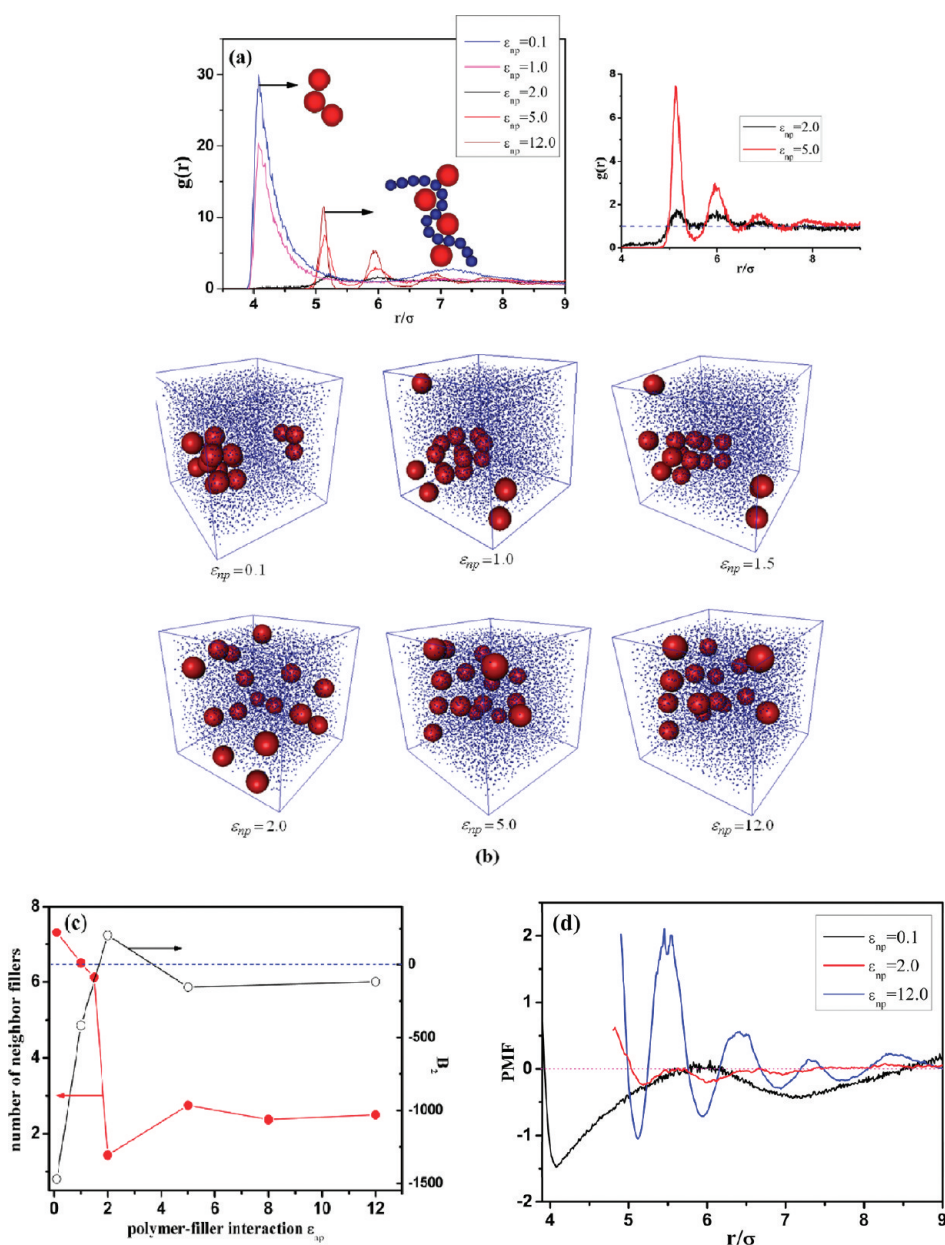 (a)
ε_np=0.1
ε_np=1.0
ε_np=2.0
ε_np=5.0
ε_np=12.0
30
20
10
0
g(r)
4 5 6 7 8 9
r/σ
ε_np=2.0
ε_np=5.0
8
6
4
2
0
g(r)
4 5 6 7 8
r/σ
ε_np=0.1
ε_np=1.0
ε_np=1.5
ε_np=2.0
ε_np=5.0
ε_np=12.0
(b)
(c)
8
6
4
2
number of neighbor fillers
0
-500
-1000
-1500
B_2
0 2 4 6 8 10 12
polymer-filler interaction ε_np
(d)
ε_np=0.1
ε_np=2.0
ε_np=12.0
2
1
0
-1
-2
PMF
4 5 6 7 8 9
r/σ